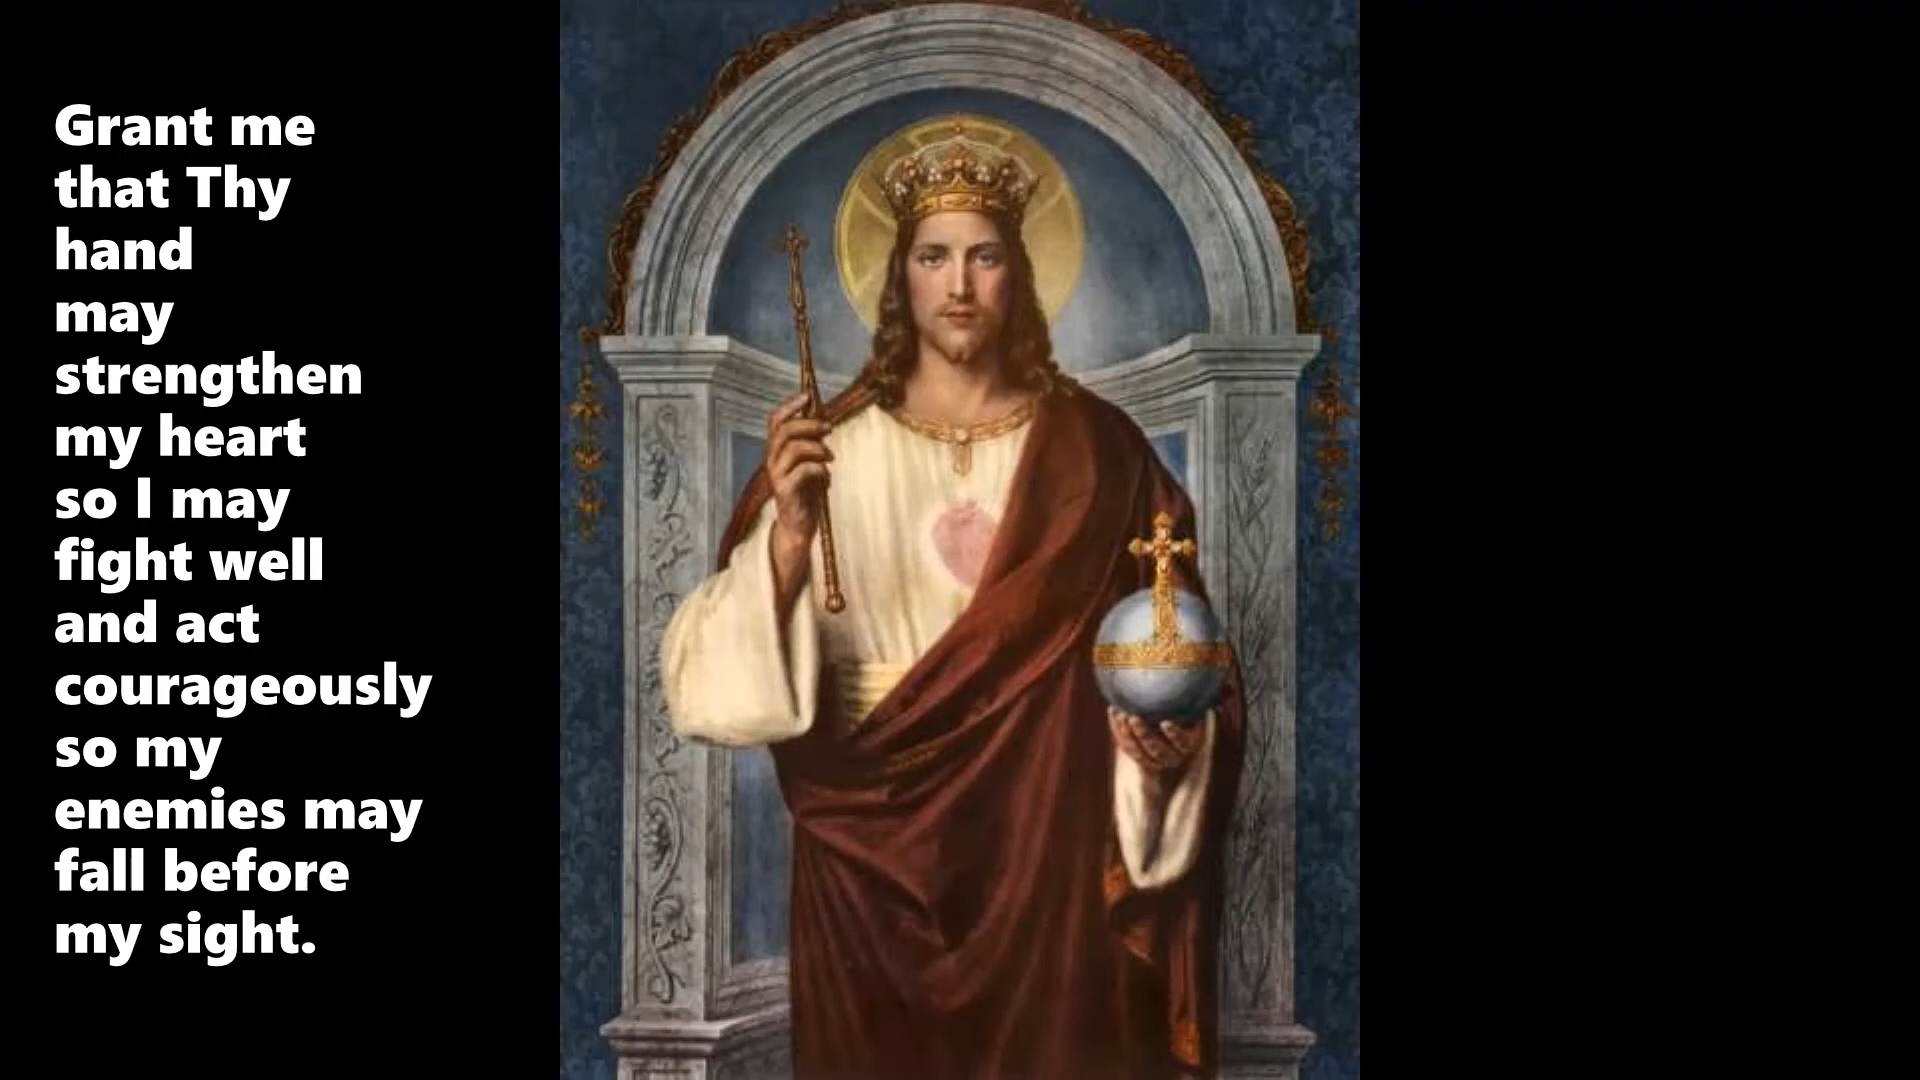 Grant me
that Thy
hand
may
strengthen
my heart
so I may
fight well
and act
courageously
so my
enemies may
fall before
my sight.